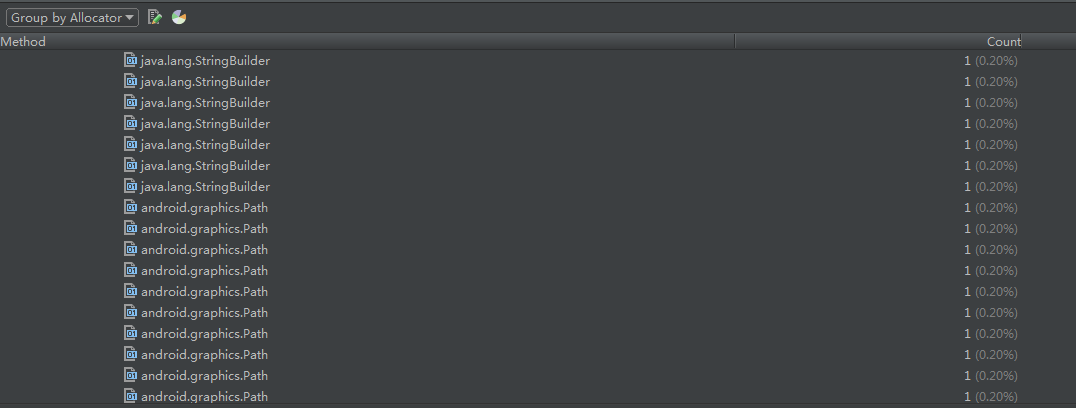 Group by Allocator
Method Count
java.lang.StringBuilder 1 (0.20%)
java.lang.StringBuilder 1 (0.20%)
java.lang.StringBuilder 1 (0.20%)
java.lang.StringBuilder 1 (0.20%)
java.lang.StringBuilder 1 (0.20%)
java.lang.StringBuilder 1 (0.20%)
java.lang.StringBuilder 1 (0.20%)
android.graphics.Path 1 (0.20%)
android.graphics.Path 1 (0.20%)
android.graphics.Path 1 (0.20%)
android.graphics.Path 1 (0.20%)
android.graphics.Path 1 (0.20%)
android.graphics.Path 1 (0.20%)
android.graphics.Path 1 (0.20%)
android.graphics.Path 1 (0.20%)
android.graphics.Path 1 (0.20%)
android.graphics.Path 1 (0.20%)